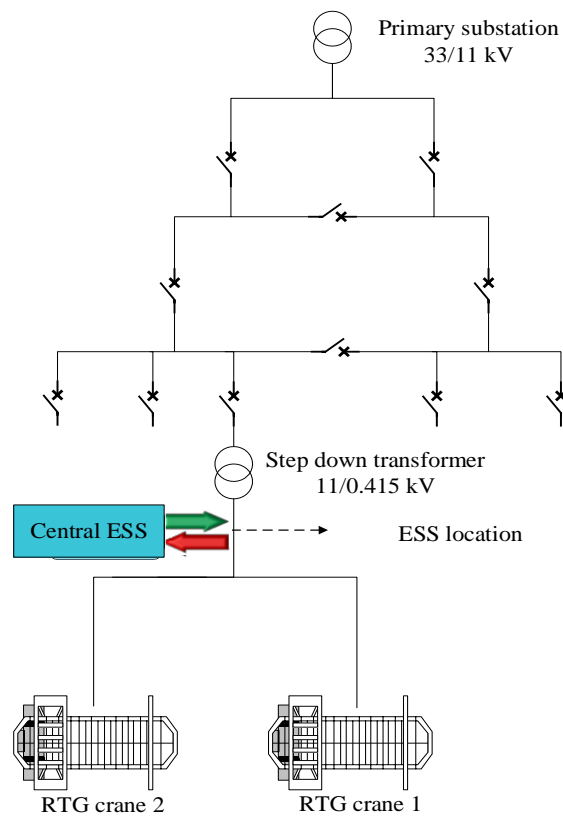 Primary substation
33/11 kV
Step down transformer
11/0.415 kV
Central ESS
ESS location
RTG crane 2
RTG crane 1